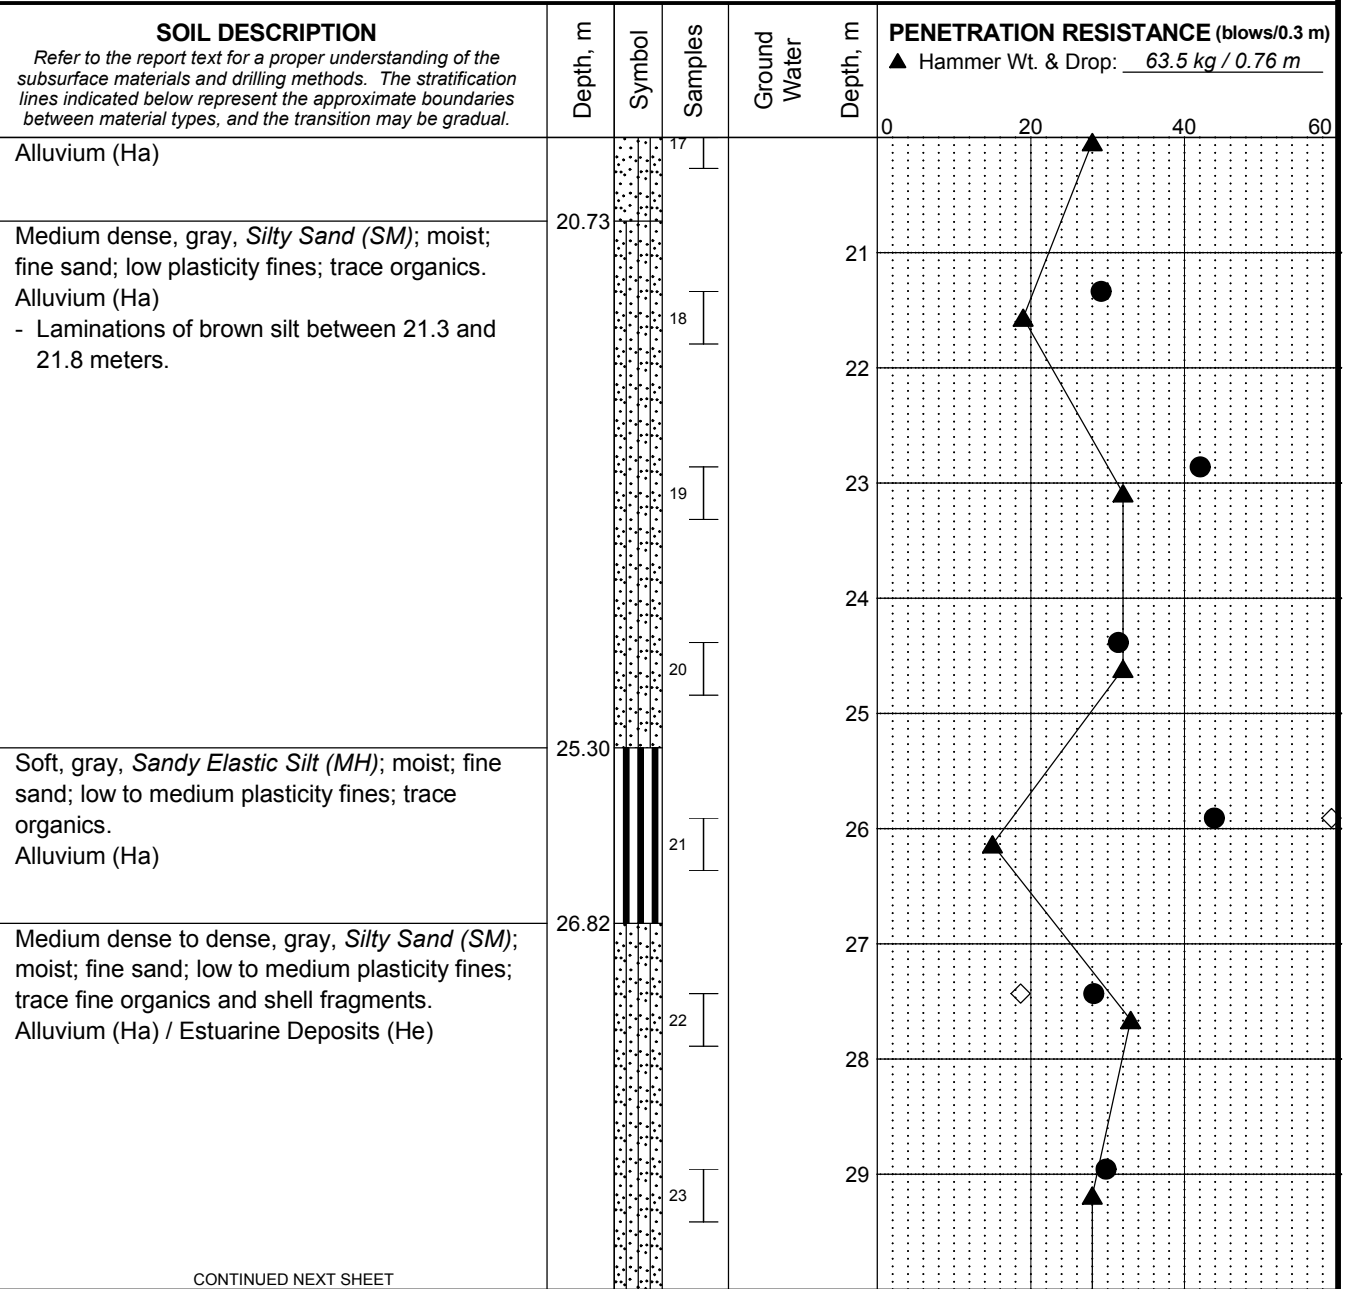 SOIL DESCRIPTION
Refer to the report text for a proper understanding of the
subsurface materials and drilling methods. The stratification
lines indicated below represent the approximate boundaries
between material types, and the transition may be gradual.
Depth, m
Symbol
Samples
Ground
Water
Depth, m
PENETRATION RESISTANCE (blows/0.3 m)
▲ Hammer Wt. & Drop: 63.5 kg / 0.76 m
0 20 40 60
Alluvium (Ha)
17
20.73
Medium dense, gray, Silty Sand (SM); moist;
fine sand; low plasticity fines; trace organics.
Alluvium (Ha)
- Laminations of brown silt between 21.3 and
21.8 meters.
18
19
20
25.30
Soft, gray, Sandy Elastic Silt (MH); moist; fine
sand; low to medium plasticity fines; trace
organics.
Alluvium (Ha)
21
26.82
Medium dense to dense, gray, Silty Sand (SM);
moist; fine sand; low to medium plasticity fines;
trace fine organics and shell fragments.
Alluvium (Ha) / Estuarine Deposits (He)
22
23
21
22
23
24
25
26
27
28
29
CONTINUED NEXT SHEET